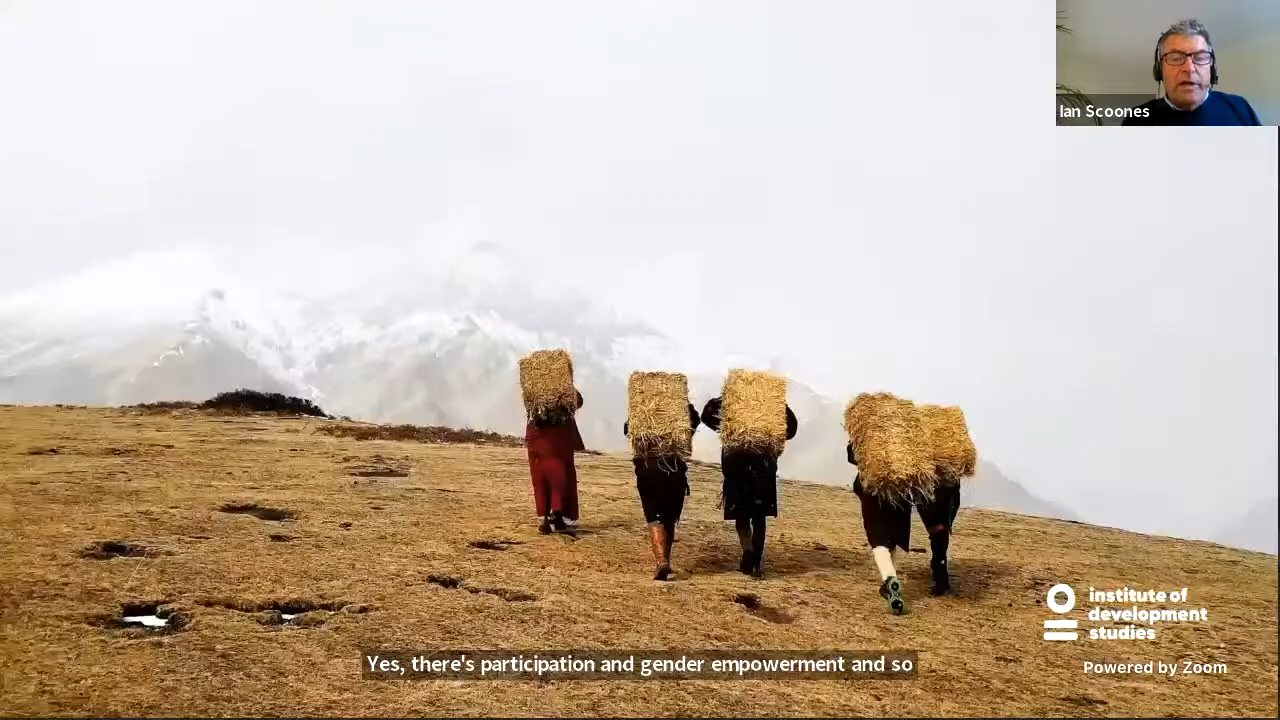 Ian Scoones
institute of
development
studies
Yes, there's participation and gender empowerment and so
Powered by Zoom